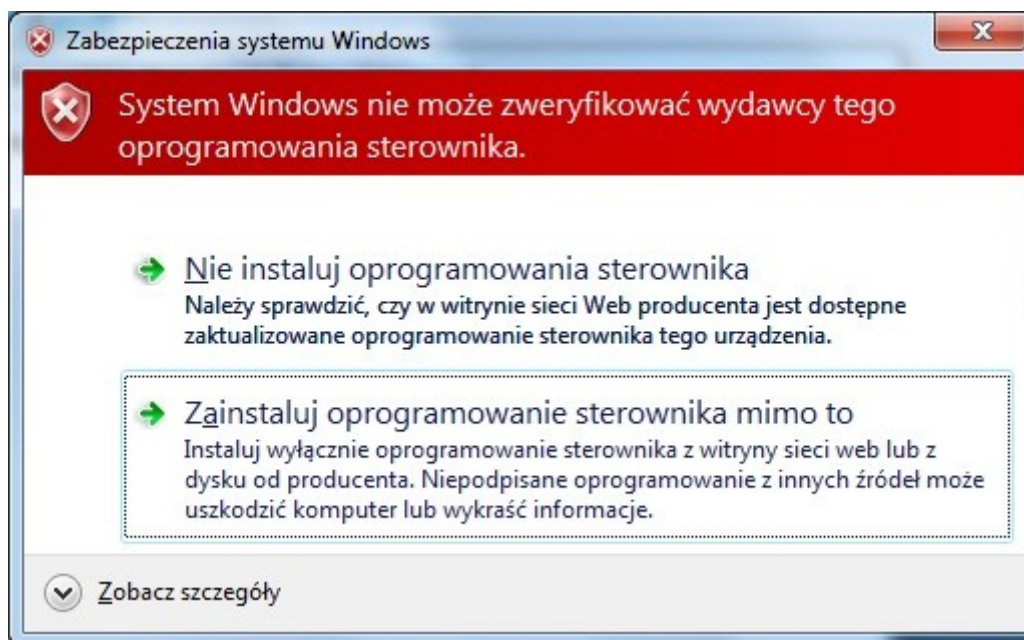 Zabezpieczenia systemu Windows
System Windows nie może zweryfikować wydawcy tego
oprogramowania sterownika.
Nie instaluj oprogramowania sterownika
Należy sprawdzić, czy w witrynie sieci Web producenta jest dostępne
zaktualizowane oprogramowanie sterownika tego urządzenia.
Zainstaluj oprogramowanie sterownika mimo to
Instaluj wyłącznie oprogramowanie sterownika z witryny sieci web lub z
dysku od producenta. Niepodpisane oprogramowanie z innych źródeł może
uszkodzić komputer lub wykraść informacje.
Zobacz szczegóły